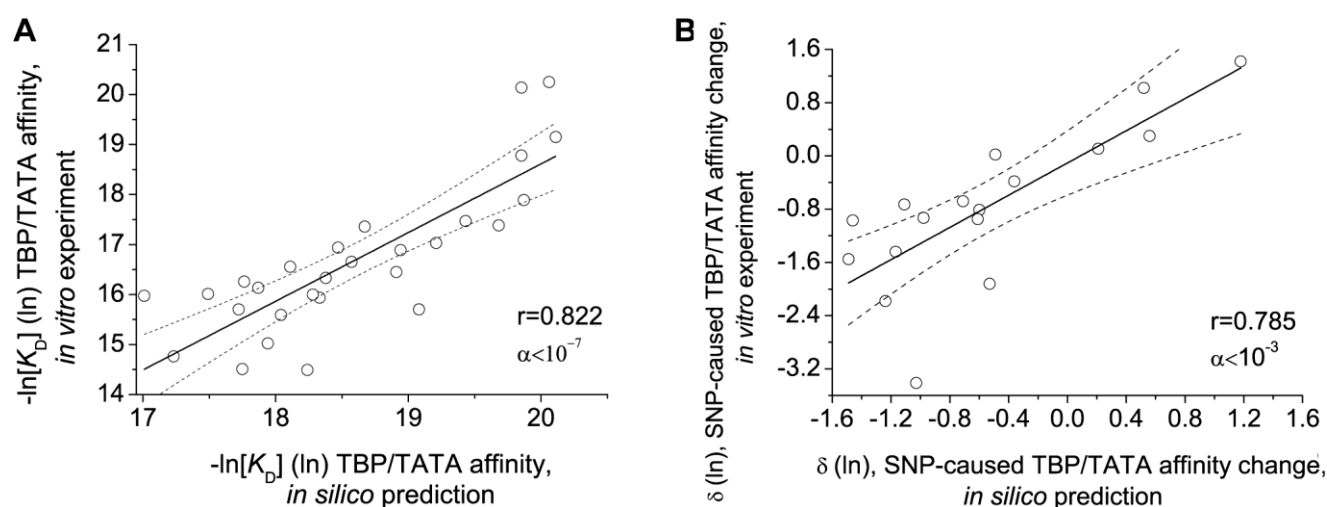 A
-ln[K_D] (ln) TBP/TATA affinity,
in vitro experiment
21
20
19
18
17
16
15
14
r=0.822
α<10^-7
17
18
19
20
-ln[K_D] (ln) TBP/TATA affinity,
in silico prediction
B
δ (ln), SNP-caused TBP/TATA affinity change,
in vitro experiment
1.6
0.8
0.0
-0.8
-1.6
-2.4
-3.2
r=0.785
α<10^-3
-1.6
-1.2
-0.8
-0.4
0.0
0.4
0.8
1.2
1.6
δ (ln), SNP-caused TBP/TATA affinity change,
in silico prediction